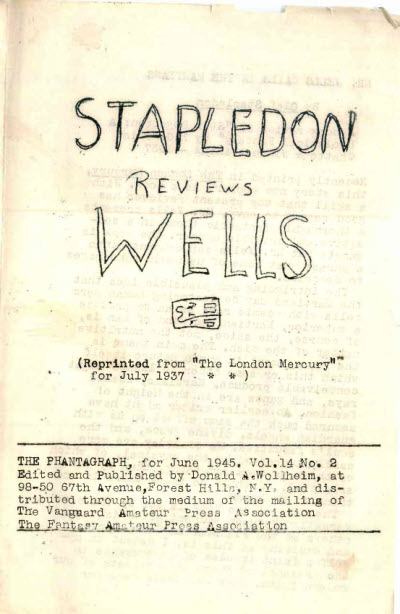 STAPLEDON
REVIEWS
WELLS
(Reprinted from "The London Mercury"
for July 1937 . * * )
THE PHANTAGRAPH, for June 1945. Vol.14 No. 2
Edited and Published by Donald A.Wollheim, at
98-50 67th Avenue,Forest Hills, N.Y. and dis-
tributed through the medium of the mailing of
The Vanguard Amateur Press Association
The Fantasy Amateur Press Association